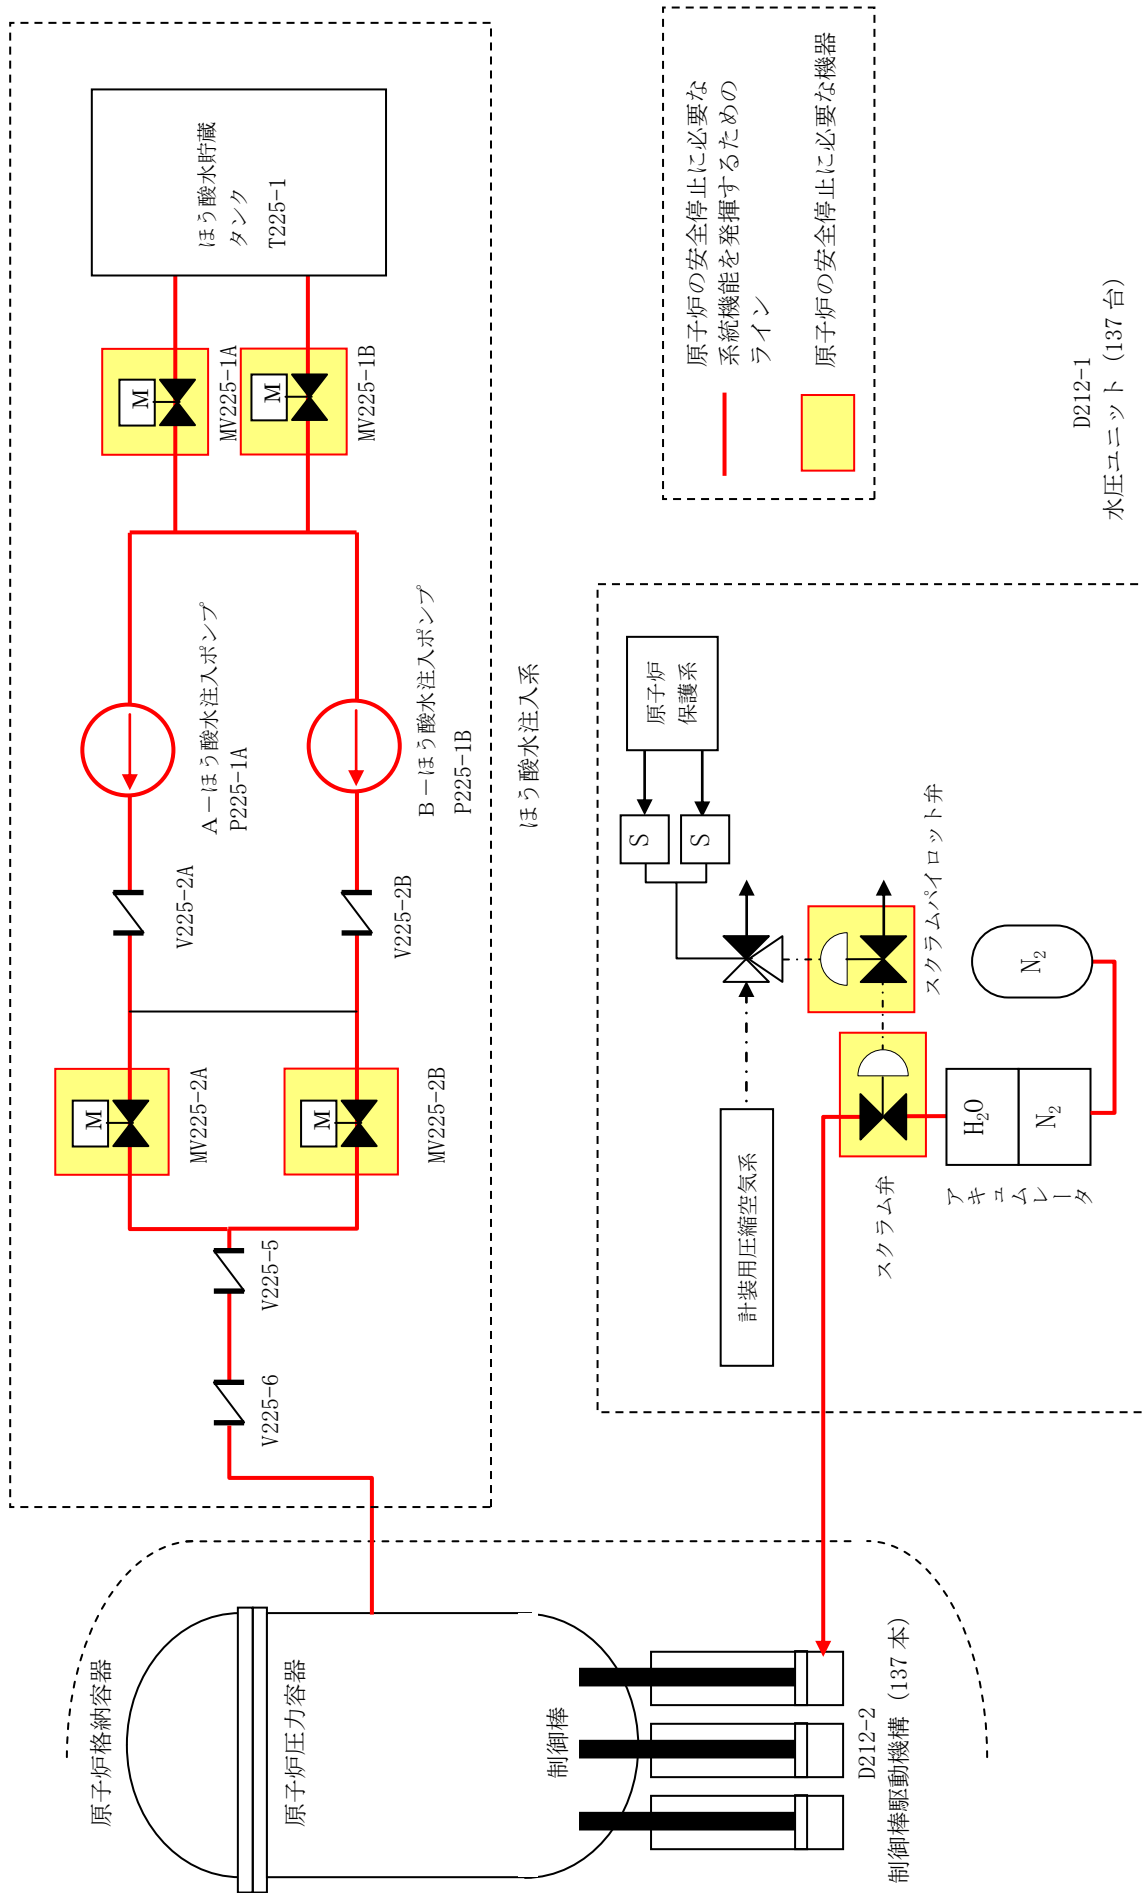 原子炉格納容器
原子炉圧力容器
制御棒
D212-2
制御棒駆動機構（137 本）
V225-6
V225-5
M
MV225-2A
M
MV225-2B
V225-2A
V225-2B
A－ほう酸水注入ポンプ
P225-1A
B－ほう酸水注入ポンプ
P225-1B
M
MV225-1A
M
MV225-1B
ほう酸水貯蔵
タンク
T225-1
ほう酸水注入系
計装用圧縮空気系
原子炉
保護系
S
S
スクラムパイロット弁
スクラム弁
アキュムレータ
H₂O
N₂
N₂
D212-1
水圧ユニット（137 台）
原子炉の安全停止に必要な
系統機能を発揮するための
ライン
原子炉の安全停止に必要な機器